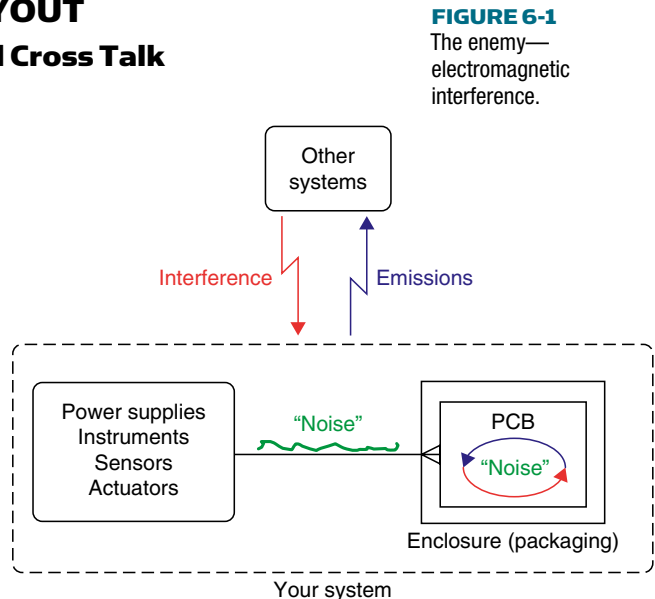 YOUT
l Cross Talk
FIGURE 6-1
The enemy—
electromagnetic
interference.
Other
systems
Interference
Emissions
Power supplies
Instruments
Sensors
Actuators
“Noise”
PCB
“Noise”
Enclosure (packaging)
Your system